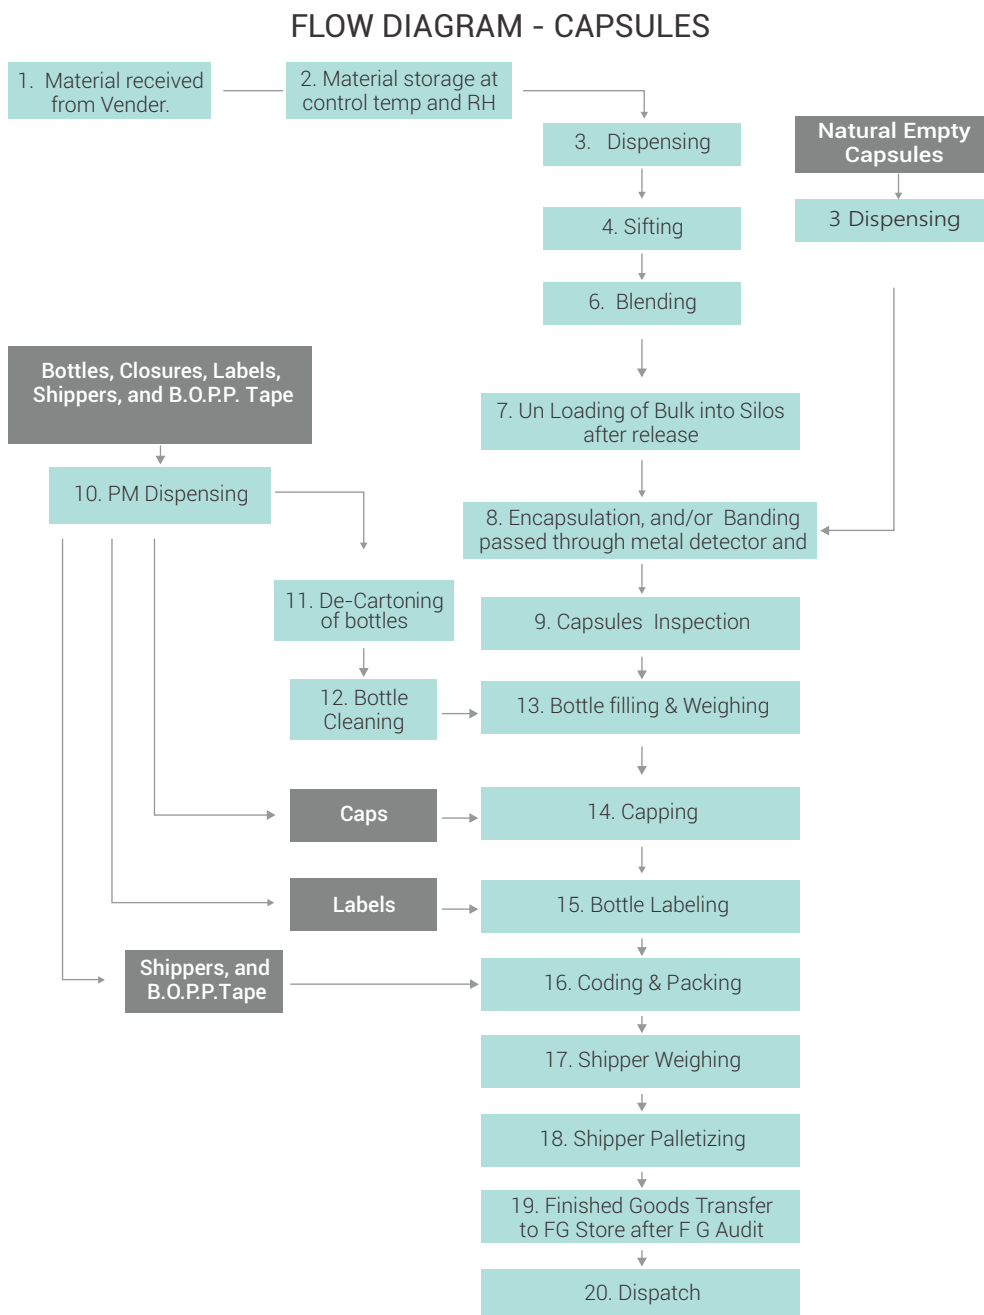 FLOW DIAGRAM - CAPSULES
1. Material received
from Vender.
2. Material storage at
control temp and RH
3. Dispensing
Natural Empty
Capsules
3 Dispensing
4. Sifting
6. Blending
Bottles, Closures, Labels,
Shippers, and B.O.P.P. Tape
7. Un Loading of Bulk into Silos
after release
10. PM Dispensing
8. Encapsulation, and/or Banding
passed through metal detector and
11. De-Cartoning
of bottles
9. Capsules Inspection
12. Bottle
Cleaning
13. Bottle filling & Weighing
Caps
14. Capping
Labels
15. Bottle Labeling
Shippers, and
B.O.P.P.Tape
16. Coding & Packing
17. Shipper Weighing
18. Shipper Palletizing
19. Finished Goods Transfer
to FG Store after F G Audit
20. Dispatch